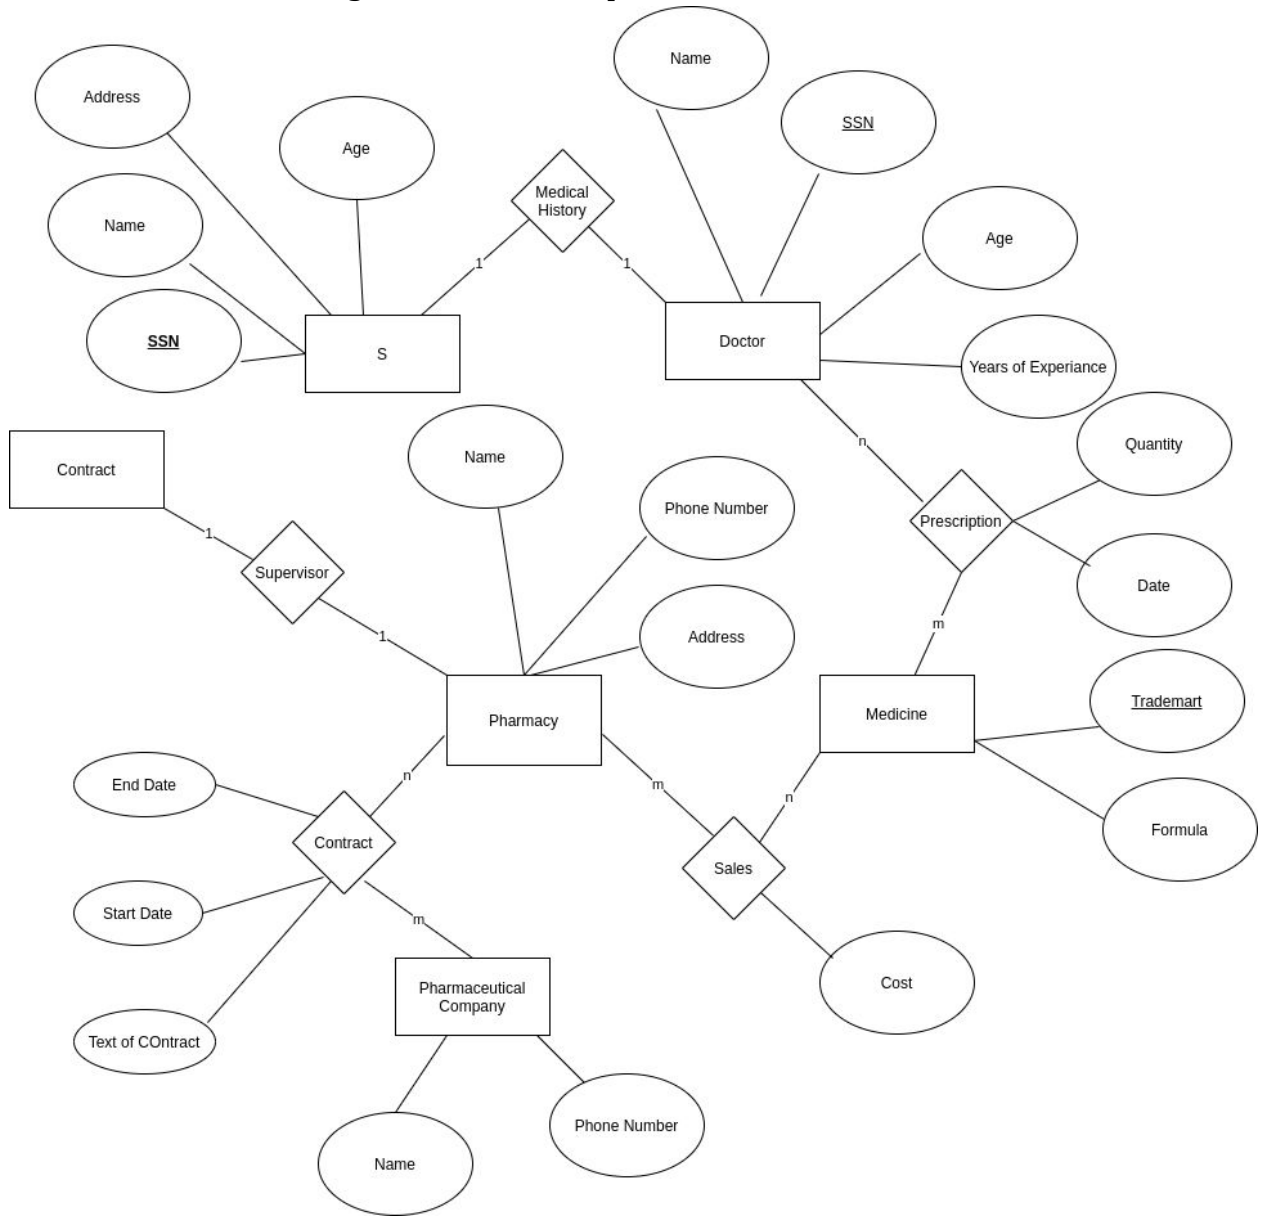 Name
Address
SSN
Age
Medical
History
Name
Age
1
1
SSN
Doctor
S
Years of Experiance
n
Quantity
Name
Contract
Phone Number
Prescription
1
Supervisor
Date
m
1
Address
Trademart
Medicine
Pharmacy
n
m
End Date
n
Formula
Contract
Sales
Start Date
m
Cost
Pharmaceutical
Company
Text of COntract
Phone Number
Name